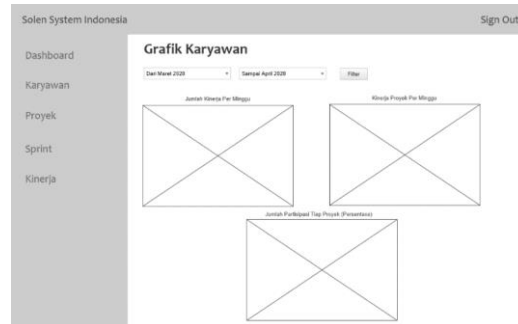 Solen System Indonesia
Sign Out
Dashboard
Karyawan
Proyek
Sprint
Kinerja
Grafik Karyawan
Dari Maret 2020
Sampai April 2020
Filter
Jumlah Kinerja Per Minggu
Kinerja Proyek Per Minggu
Jumlah Partisipasi Tiap Proyek (Persentase)